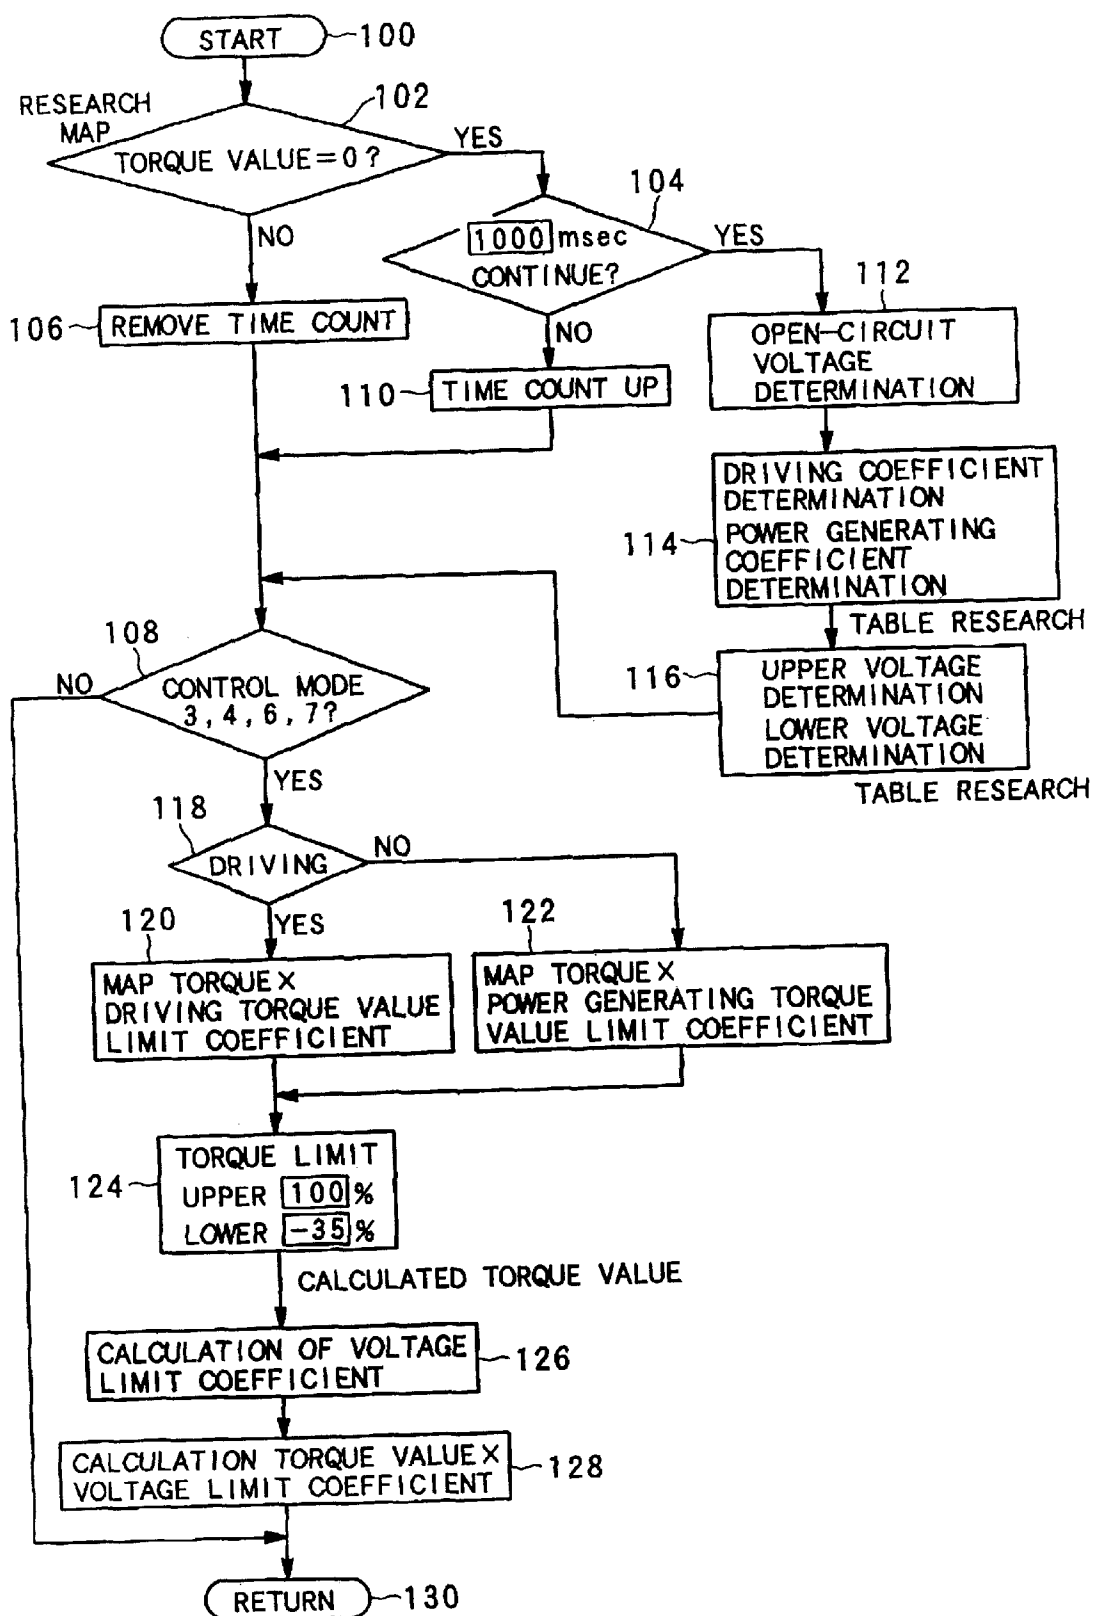 START
100
RESEARCH
MAP
102
TORQUE VALUE=0?
YES
NO
104
1000 msec
CONTINUE?
YES
NO
106
REMOVE TIME COUNT
110
TIME COUNT UP
112
OPEN-CIRCUIT
VOLTAGE
DETERMINATION
114
DRIVING COEFFICIENT
DETERMINATION
POWER GENERATING
COEFFICIENT
DETERMINATION
TABLE RESEARCH
116
UPPER VOLTAGE
DETERMINATION
LOWER VOLTAGE
DETERMINATION
TABLE RESEARCH
108
NO
CONTROL MODE
3, 4, 6, 7?
YES
118
DRIVING
NO
YES
120
MAP TORQUE×
DRIVING TORQUE VALUE
LIMIT COEFFICIENT
122
MAP TORQUE×
POWER GENERATING TORQUE
VALUE LIMIT COEFFICIENT
124
TORQUE LIMIT
UPPER 100%
LOWER -35%
CALCULATED TORQUE VALUE
CALCULATION OF VOLTAGE
LIMIT COEFFICIENT
126
CALCULATION TORQUE VALUE×
VOLTAGE LIMIT COEFFICIENT
128
RETURN
130